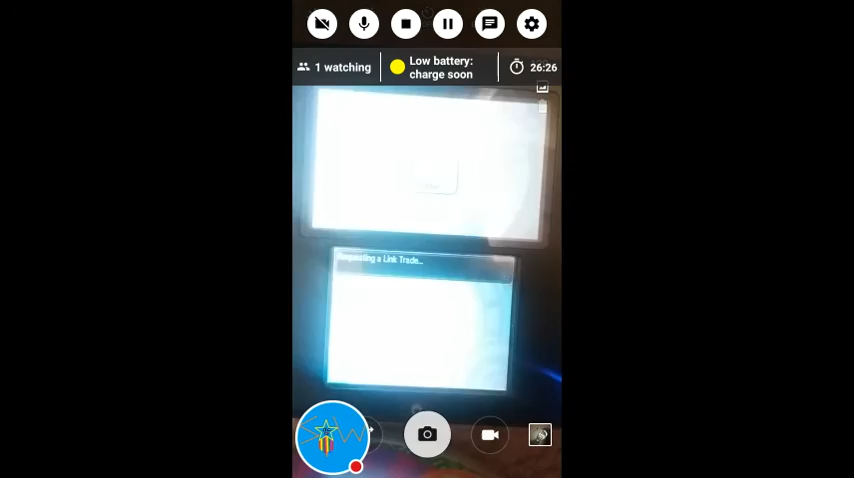 1 watching
Low battery:
charge soon
26:26
Requesting a Link Trade...